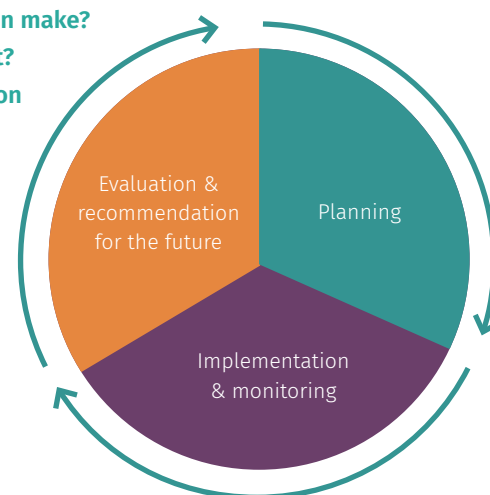 n make?
t?
on
Evaluation &
recommendation
for the future
Planning
Implementation
& monitoring